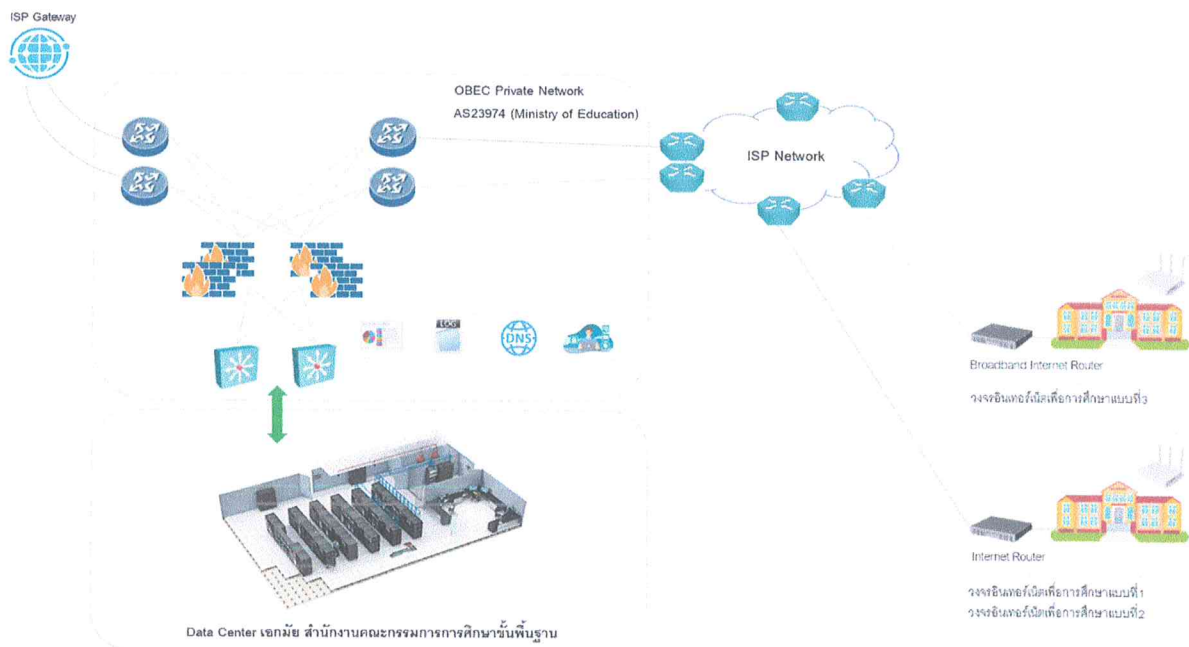 ISP Gateway
OBEC Private Network
AS23974 (Ministry of Education)
ISP Network
LOG
DNS
Broadband Internet Router
วงจรอินเทอร์เน็ตเพื่อการศึกษาแบบที่3
Internet Router
วงจรอินเทอร์เน็ตเพื่อการศึกษาแบบที่1
วงจรอินเทอร์เน็ตเพื่อการศึกษาแบบที่2
Data Center เอกมัย สำนักงานคณะกรรมการการศึกษาขั้นพื้นฐาน